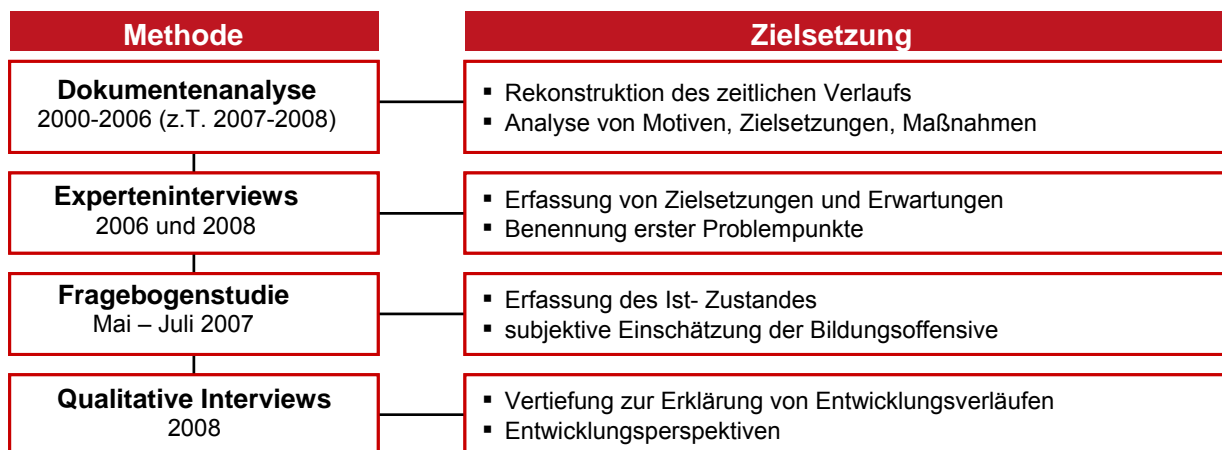 Methode
Zielsetzung
Dokumentenanalyse
2000-2006 (z.T. 2007-2008)
▪ Rekonstruktion des zeitlichen Verlaufs
▪ Analyse von Motiven, Zielsetzungen, Maßnahmen
Experteninterviews
2006 und 2008
▪ Erfassung von Zielsetzungen und Erwartungen
▪ Benennung erster Problempunkte
Fragebogenstudie
Mai – Juli 2007
▪ Erfassung des Ist- Zustandes
▪ subjektive Einschätzung der Bildungsoffensive
Qualitative Interviews
2008
▪ Vertiefung zur Erklärung von Entwicklungsverläufen
▪ Entwicklungsperspektiven